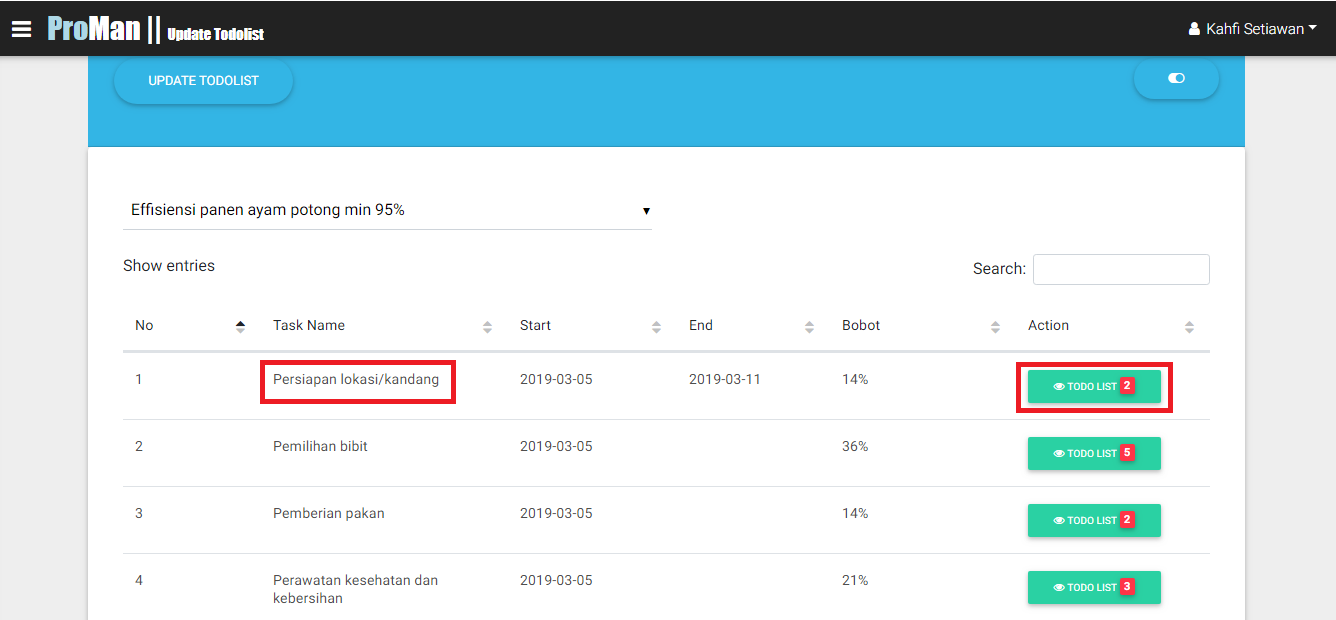 ProMan || Update Todolist
Kahfi Setiawan
UPDATE TODOLIST
Effisiensi panen ayam potong min 95%
Show entries
Search:
No Task Name Start End Bobot Action
1 Persiapan lokasi/kandang 2019-03-05 2019-03-11 14% TODO LIST 2
2 Pemilihan bibit 2019-03-05 36% TODO LIST 5
3 Pemberian pakan 2019-03-05 14% TODO LIST 2
4 Perawatan kesehatan dan 2019-03-05 21% TODO LIST 3
kebersihan